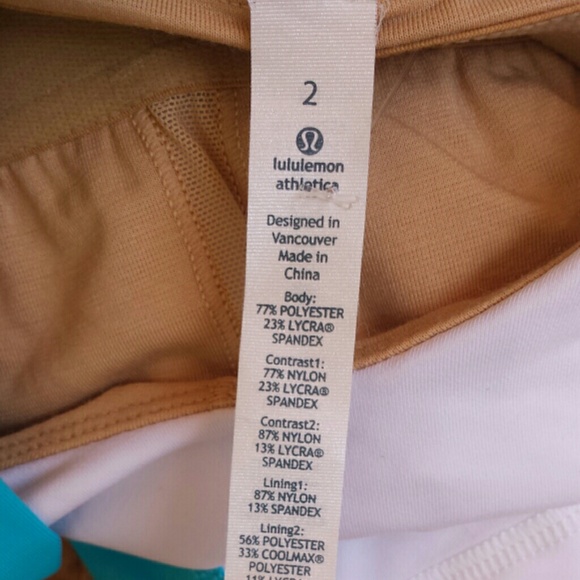 2
lululemon
athletica
Designed in
Vancouver
Made in
China
Body:
77% POLYESTER
23% LYCRA®
SPANDEX
Contrast1:
77% NYLON
23% LYCRA®
SPANDEX
Contrast2:
87% NYLON
13% LYCRA®
SPANDEX
Lining1:
87% NYLON
13% SPANDEX
Lining2:
56% POLYESTER
33% COOLMAX®
POLYESTER
11% LYCRA®